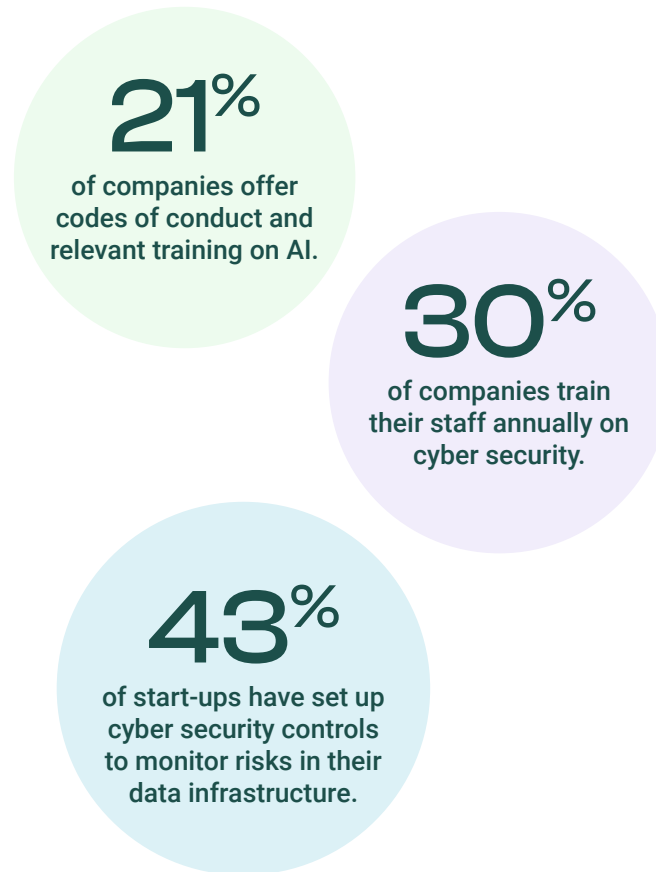 21%
of companies offer
codes of conduct and
relevant training on AI.
30%
of companies train
their staff annually on
cyber security.
43%
of start-ups have set up
cyber security controls
to monitor risks in their
data infrastructure.